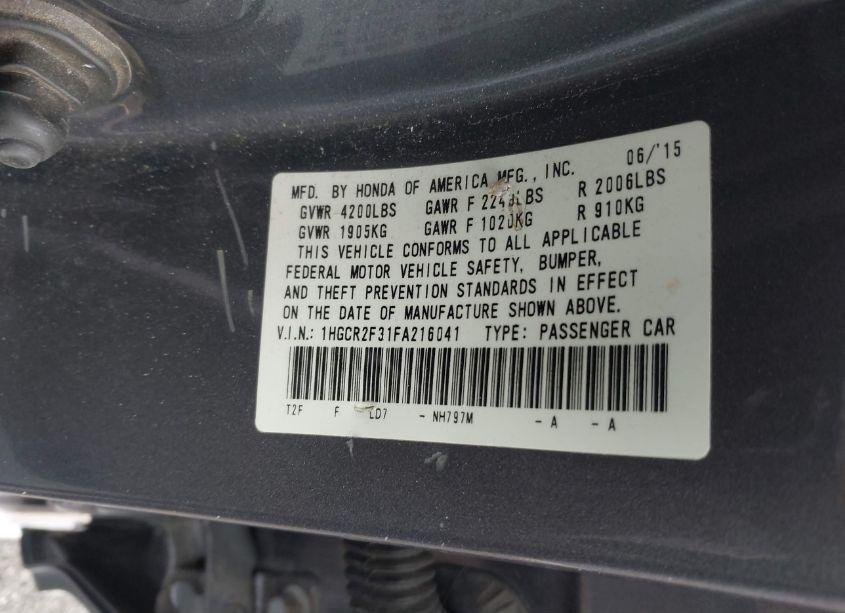 MFD. BY HONDA OF AMERICA MFG., INC. 06/'15
GVWR 4200LBS GAWR F 2249LBS R 2006LBS
GVWR 1905KG GAWR F 1020KG R 910KG
THIS VEHICLE CONFORMS TO ALL APPLICABLE
FEDERAL MOTOR VEHICLE SAFETY, BUMPER,
AND THEFT PREVENTION STANDARDS IN EFFECT
ON THE DATE OF MANUFACTURE SHOWN ABOVE.
V.I.N.: 1HGCR2F31FA216041 TYPE: PASSENGER CAR
T2F F LD7 - NH797M - A - A